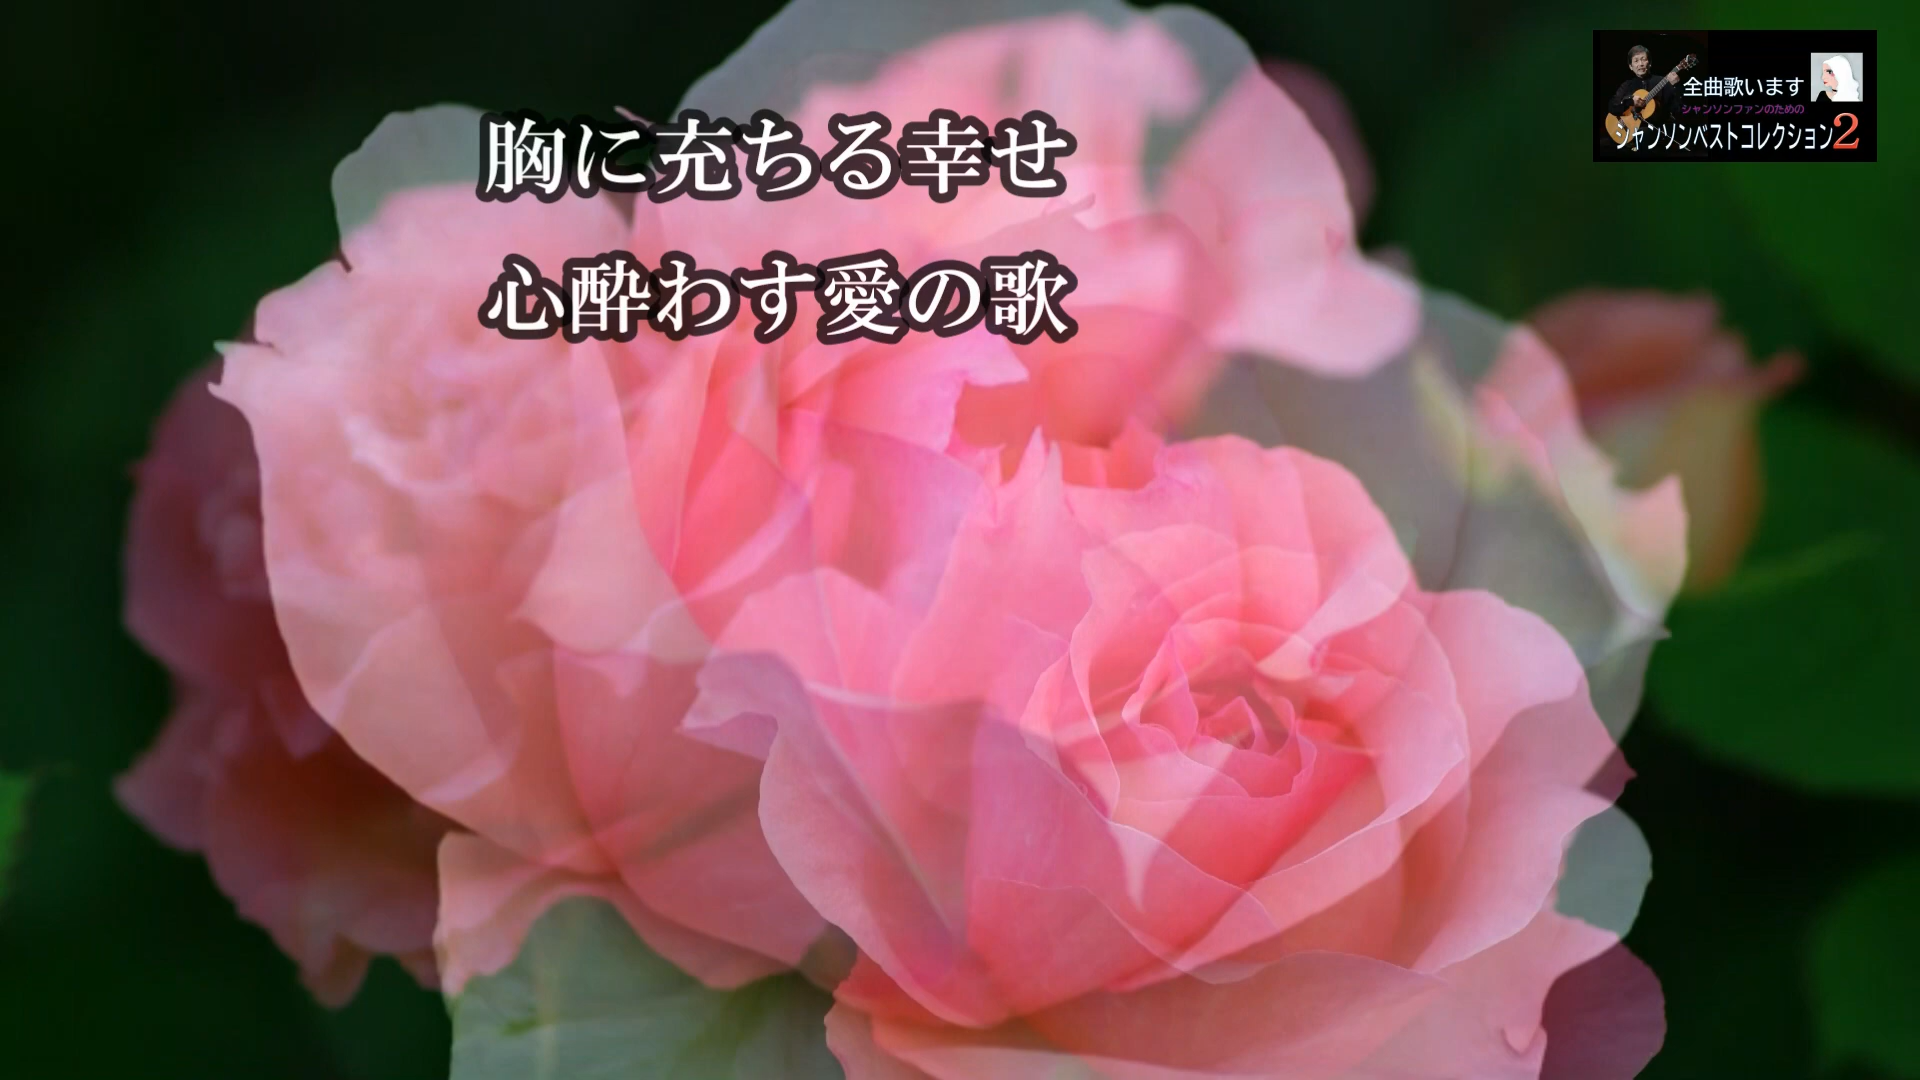 胸に充ちる幸せ
心酔わす愛の歌
全曲歌います
シャンソンファンのための
シャンソンベストコレクション2